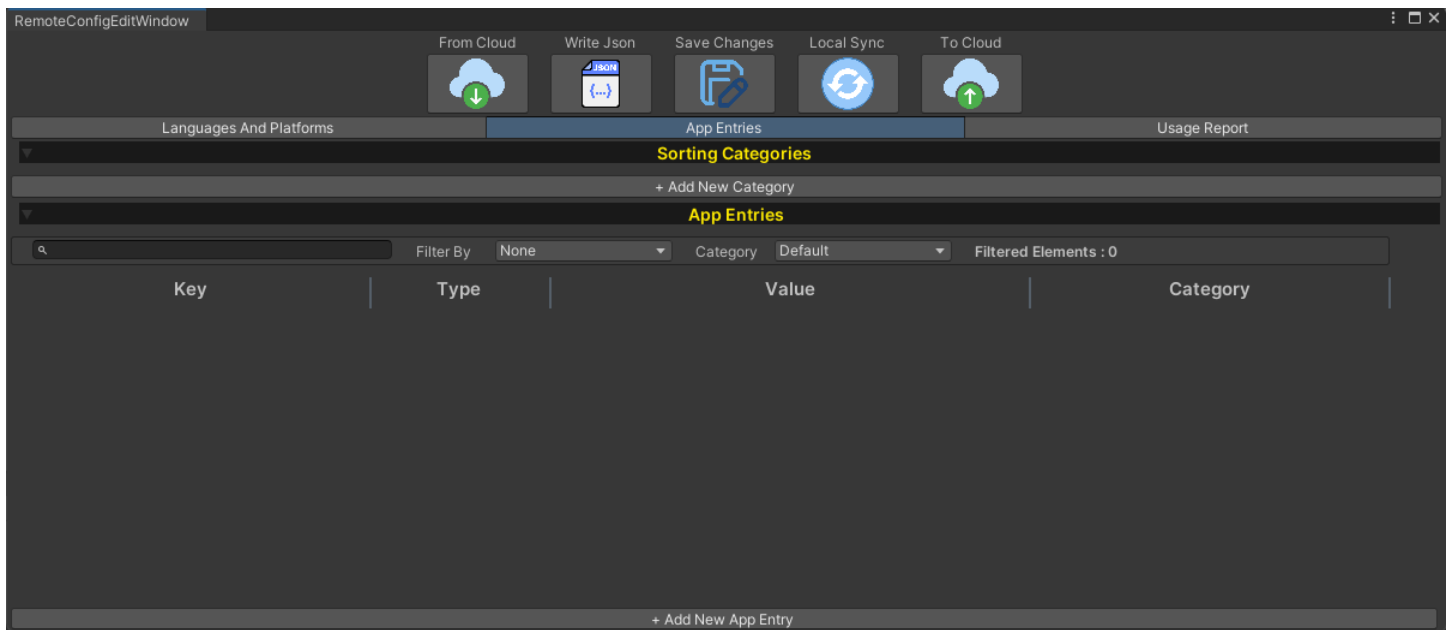 RemoteConfigEditWindow
From Cloud Write Json Save Changes Local Sync To Cloud
JSON
{...}
Languages And Platforms App Entries Usage Report
Sorting Categories
+ Add New Category
App Entries
Filter By None Category Default Filtered Elements : 0
Key Type Value Category
+ Add New App Entry